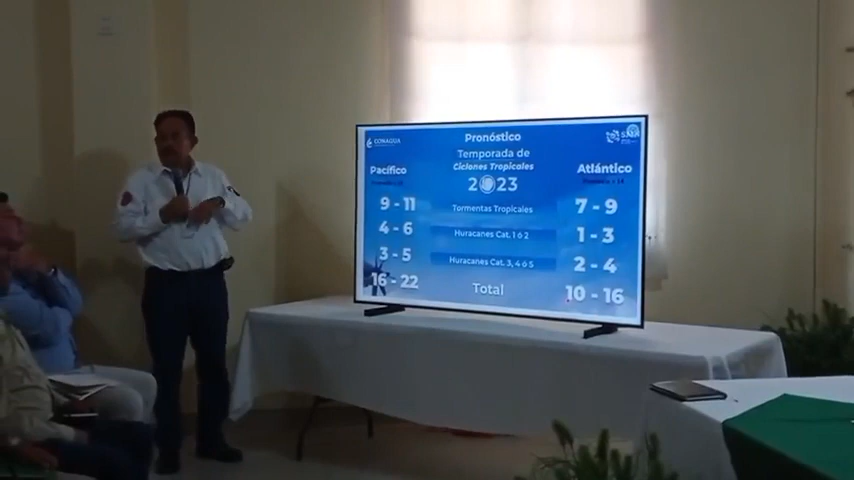 CONAGUA
Pronóstico
Temporada de
Ciclones Tropicales
2023
Pacífico
Atlántico
9 - 11 Tormentas Tropicales 7 - 9
4 - 6 Huracanes Cat. 1 ó 2 1 - 3
3 - 5 Huracanes Cat. 3, 4 ó 5 2 - 4
16 - 22 Total 10 - 16